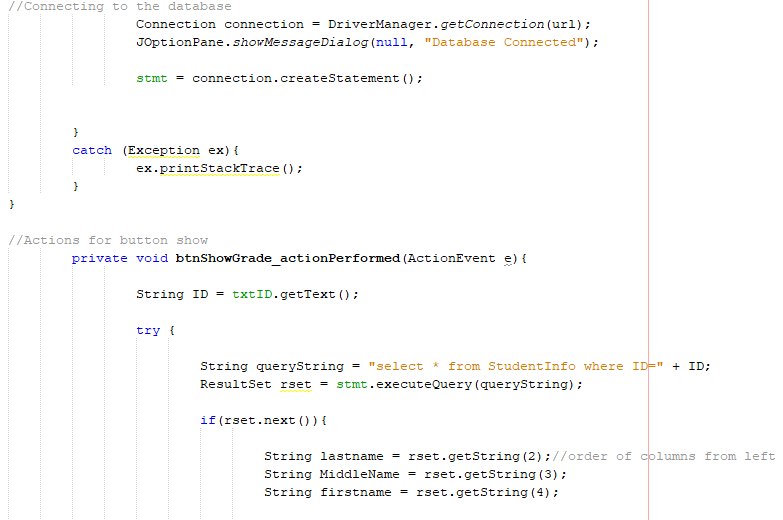 //Connecting to the database
Connection connection = DriverManager.getConnection(url);
JOptionPane.showMessageDialog(null, "Database Connected");
stmt = connection.createStatement();
}
catch (Exception ex){
ex.printStackTrace();
}
}
//Actions for button show
private void btnShowGrade_actionPerformed(ActionEvent e){
String ID = txtID.getText();
try {
String queryString = "select * from StudentInfo where ID=" + ID;
ResultSet rset = stmt.executeQuery(queryString);
if(rset.next()){
String lastname = rset.getString(2);//order of columns from left
String MiddleName = rset.getString(3);
String firstname = rset.getString(4);